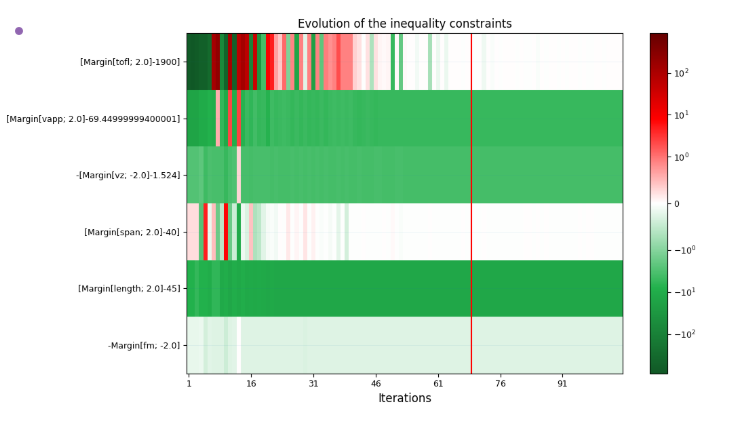 Evolution of the inequality constraints
[Margin[tofl; 2.0]-1900]
[Margin[vapp; 2.0]-69.44999999400001]
-[Margin[vz; -2.0]-1.524]
[Margin[span; 2.0]-40]
[Margin[length; 2.0]-45]
-Margin[fm; -2.0]
1 16 31 46 61 76 91
Iterations
10²
10¹
10⁰
0
−10⁰
−10¹
−10²